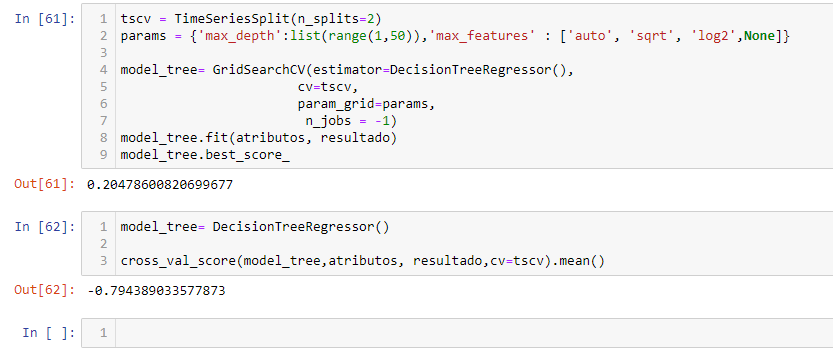 In [61]:
1 tscv = TimeSeriesSplit(n_splits=2)
2 params = {'max_depth':list(range(1,50)),'max_features' : ['auto', 'sqrt', 'log2',None]}
3
4 model_tree= GridSearchCV(estimator=DecisionTreeRegressor(),
5 cv=tscv,
6 param_grid=params,
7 n_jobs = -1)
8 model_tree.fit(atributos, resultado)
9 model_tree.best_score_
Out[61]: 0.20478600820699677
In [62]:
1 model_tree= DecisionTreeRegressor()
2
3 cross_val_score(model_tree,atributos, resultado,cv=tscv).mean()
Out[62]: -0.794389033577873
In [ ]: 1